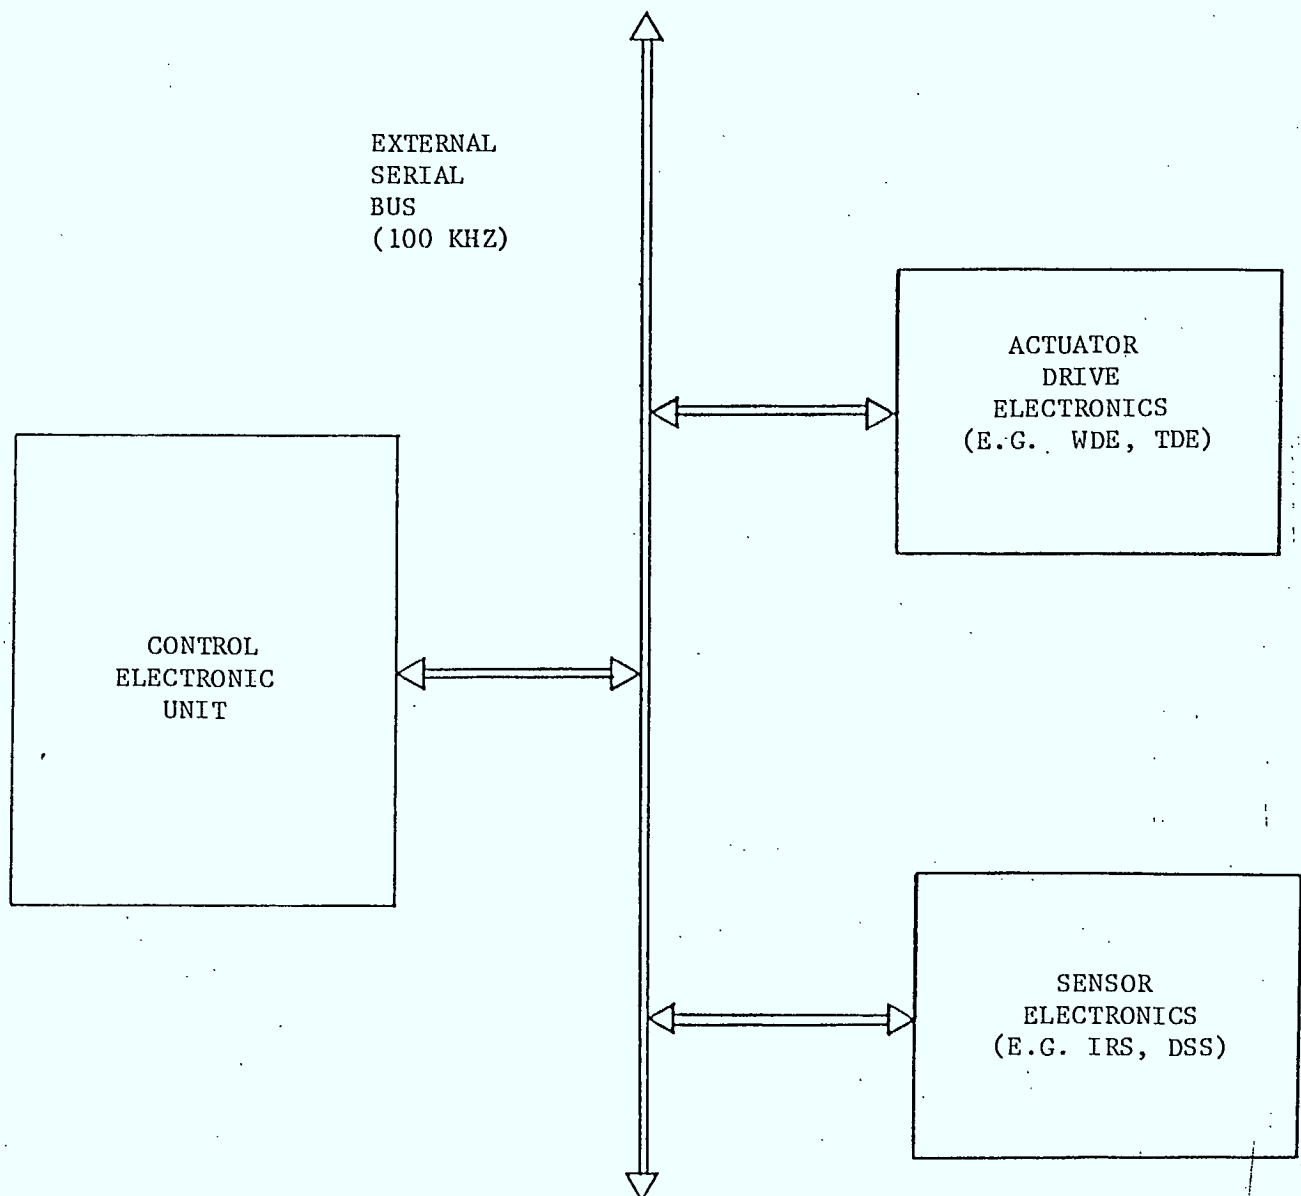 EXTERNAL
SERIAL
BUS
(100 KHZ)
ACTUATOR
DRIVE
ELECTRONICS
(E.G. WDE, TDE)
CONTROL
ELECTRONIC
UNIT
SENSOR
ELECTRONICS
(E.G. IRS, DSS)